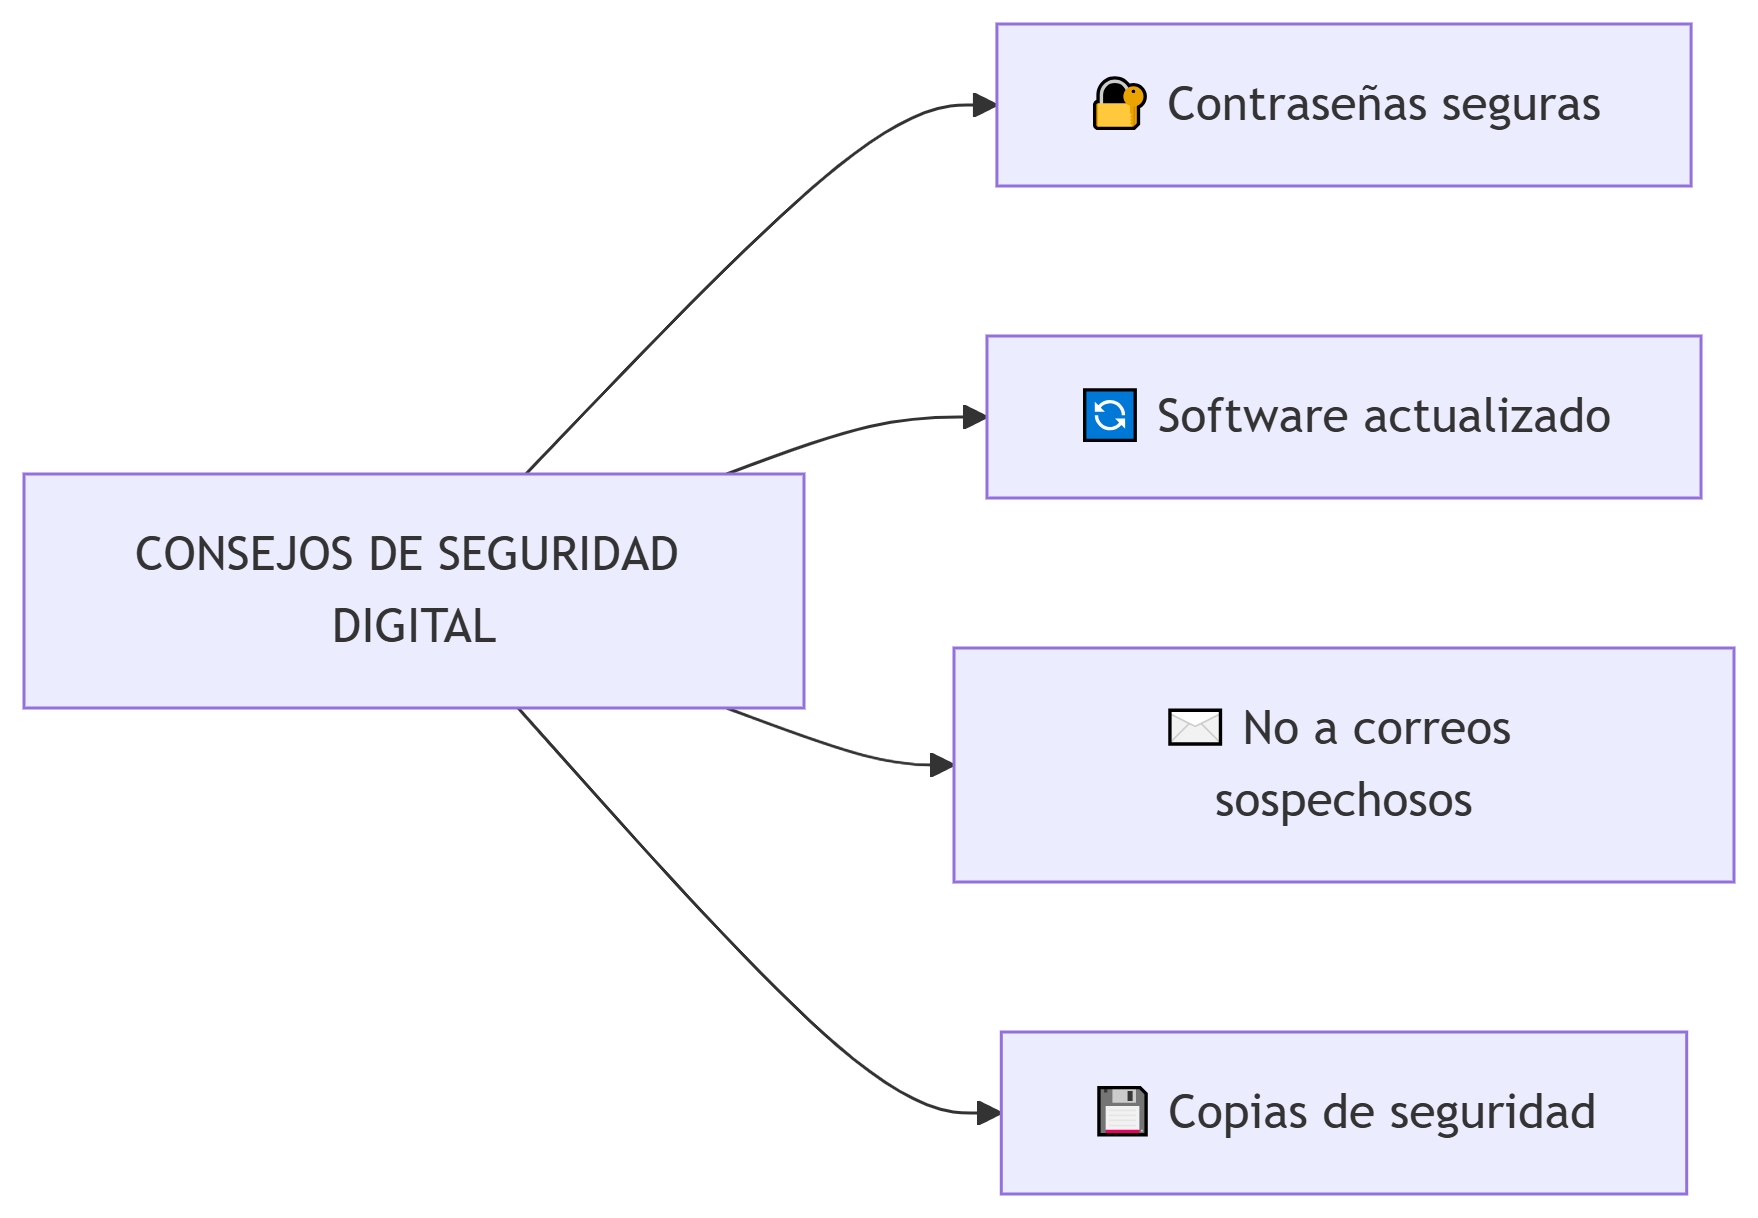 🔐 Contraseñas seguras
🔄 Software actualizado
CONSEJOS DE SEGURIDAD
DIGITAL
✉️ No a correos
sospechosos
💾 Copias de seguridad